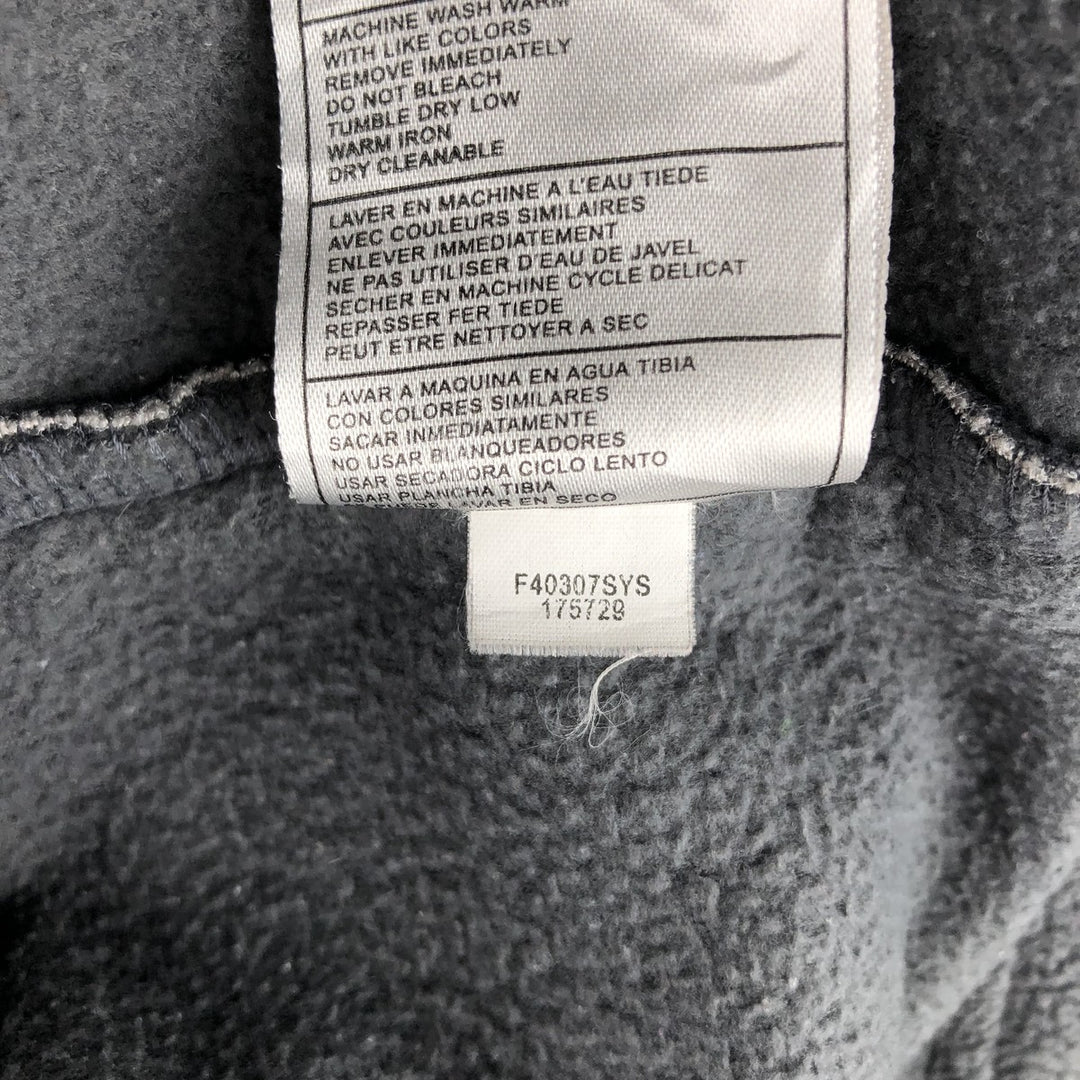 MACHINE WASH WARM
WITH LIKE COLORS
REMOVE IMMEDIATELY
DO NOT BLEACH
TUMBLE DRY LOW
WARM IRON
DRY CLEANABLE
LAVER EN MACHINE A L'EAU TIEDE
AVEC COULEURS SIMILAIRES
ENLEVER IMMEDIATEMENT
NE PAS UTILISER D'EAU DE JAVEL
SECHER EN MACHINE CYCLE DELICAT
REPASSER FER TIEDE
PEUT ETRE NETTOYER A SEC
LAVAR A MAQUINA EN AGUA TIBIA
CON COLORES SIMILARES
SACAR INMEDIATAMENTE
NO USAR BLANQUEADORES
USAR SECADORA CICLO LENTO
USAR PLANCHA TIBIA
LAVAR EN SECO
F40307SYS
175729